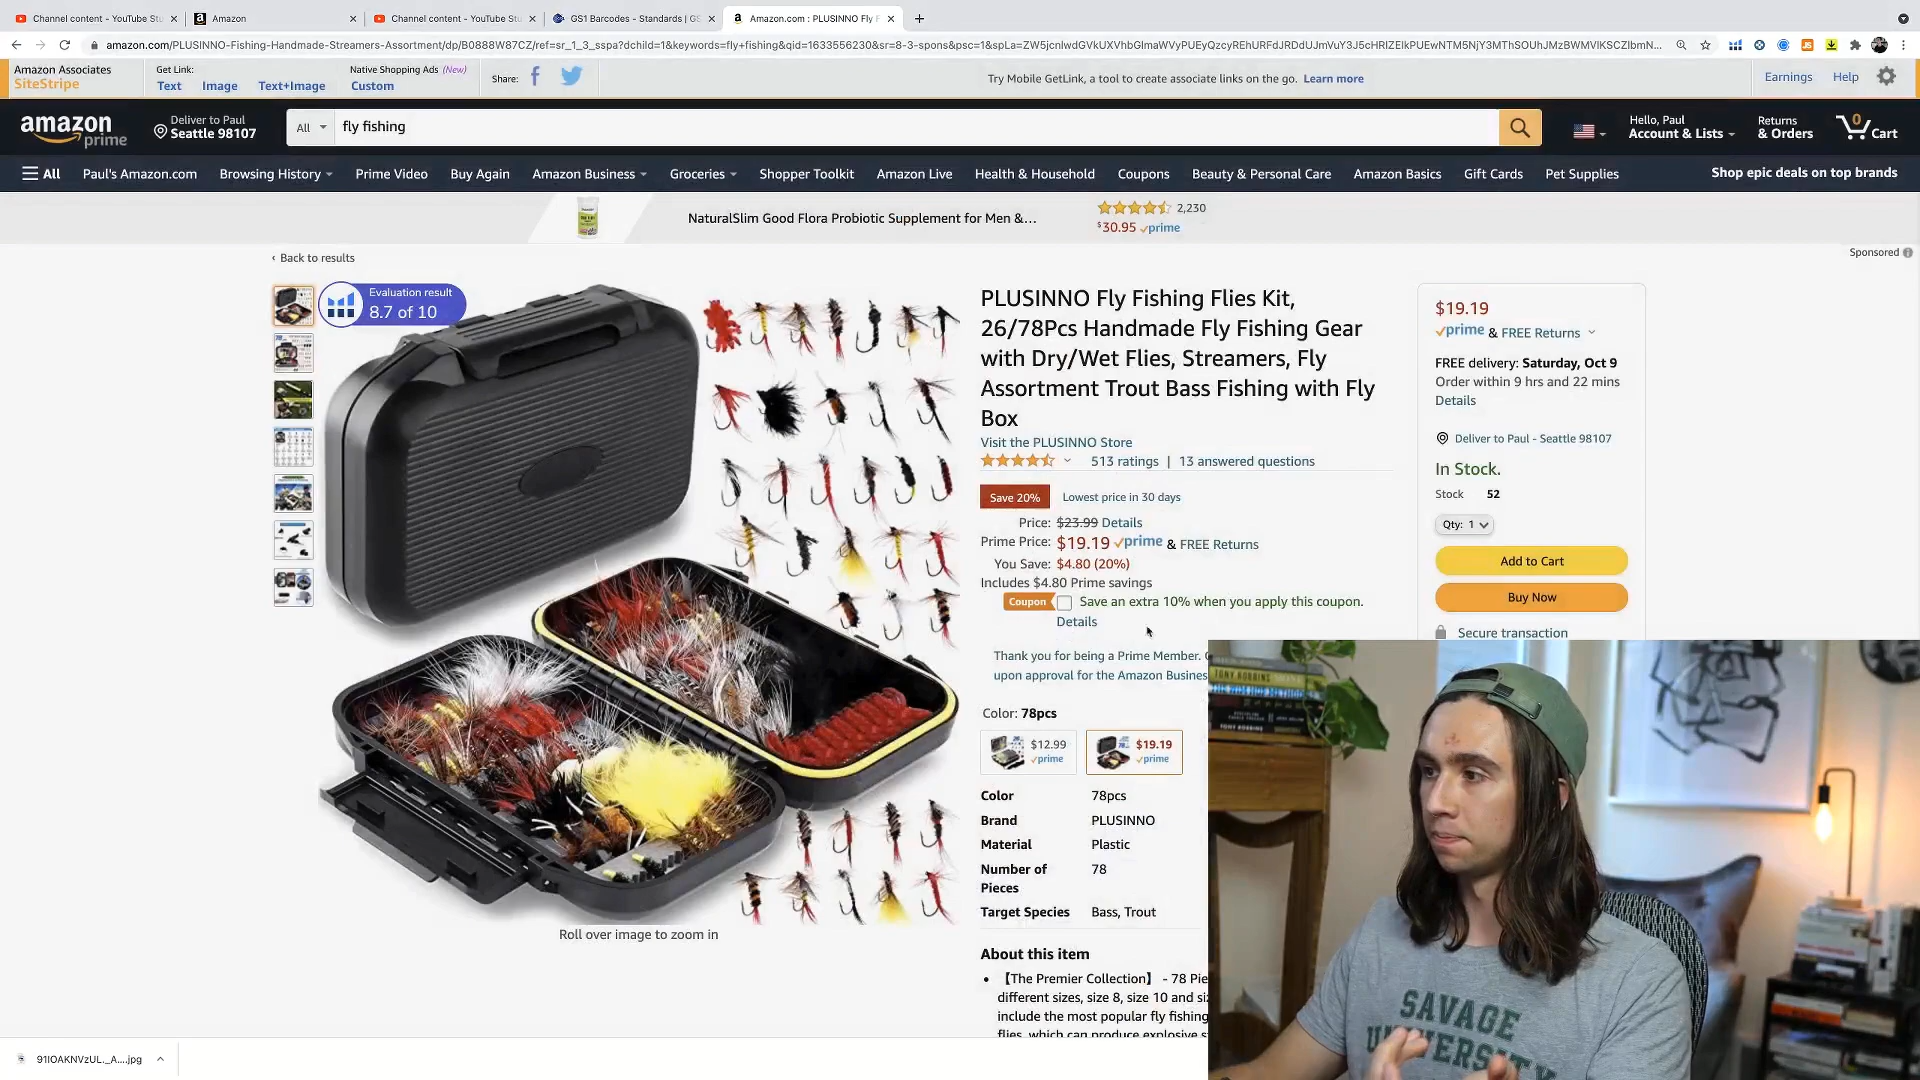 Channel content - YouTube Stu
Amazon
Channel content - YouTube Stu
GS1 Barcodes - Standards | GS
Amazon.com : PLUSINNO Fly F
amazon.com/PLUSINNO-Fishing-Handmade-Streamers-Assortment/dp/B0888W87CZ/ref=sr_1_3_sspa?dchild=1&keywords=fly+fishing&qid=1633556230&sr=8-3-spons&psc=1&spLa=
Amazon Associates
SiteStripe
Get Link:
Text Image Text+Image
Native Shopping Ads (New)
Custom
Share:
Try Mobile GetLink, a tool to create associate links on the go. Learn more
Earnings Help
amazon
prime
Deliver to Paul
Seattle 98107
All
fly fishing
Hello, Paul
Account & Lists
Returns
& Orders
0
Cart
All Paul's Amazon.com Browsing History Prime Video Buy Again Amazon Business Groceries Shopper Toolkit Amazon Live Health & Household Coupons Beauty & Personal Care Amazon Basics Gift Cards Pet Supplies
Shop epic deals on top brands
NaturalSlim Good Flora Probiotic Supplement for Men &...
2,230
$30.95 prime
Sponsored
‹ Back to results
Evaluation result
8.7 of 10
Roll over image to zoom in
PLUSINNO Fly Fishing Flies Kit,
26/78Pcs Handmade Fly Fishing Gear
with Dry/Wet Flies, Streamers, Fly
Assortment Trout Bass Fishing with Fly
Box
Visit the PLUSINNO Store
513 ratings | 13 answered questions
Save 20% Lowest price in 30 days
Price: $23.99 Details
Prime Price: $19.19 prime & FREE Returns
You Save: $4.80 (20%)
Includes $4.80 Prime savings
Coupon Save an extra 10% when you apply this coupon.
Details
Thank you for being a Prime Member.
upon approval for the Amazon Busines
Color: 78pcs
$12.99
prime
$19.19
prime
Color 78pcs
Brand PLUSINNO
Material Plastic
Number of
Pieces
78
Target Species Bass, Trout
About this item
• 【The Premier Collection】 - 78 Pie
different sizes, size 8, size 10 and siz
include the most popular fly fishing
flies, which can produce explosive s
$19.19
prime & FREE Returns
FREE delivery: Saturday, Oct 9
Order within 9 hrs and 22 mins
Details
Deliver to Paul - Seattle 98107
In Stock.
Stock 52
Qty: 1
Add to Cart
Buy Now
Secure transaction
TONY ROBBINS
TONY ROBBINS
SAVAGE
UNIVERSITY
91IOAKNVzUL._A....jpg